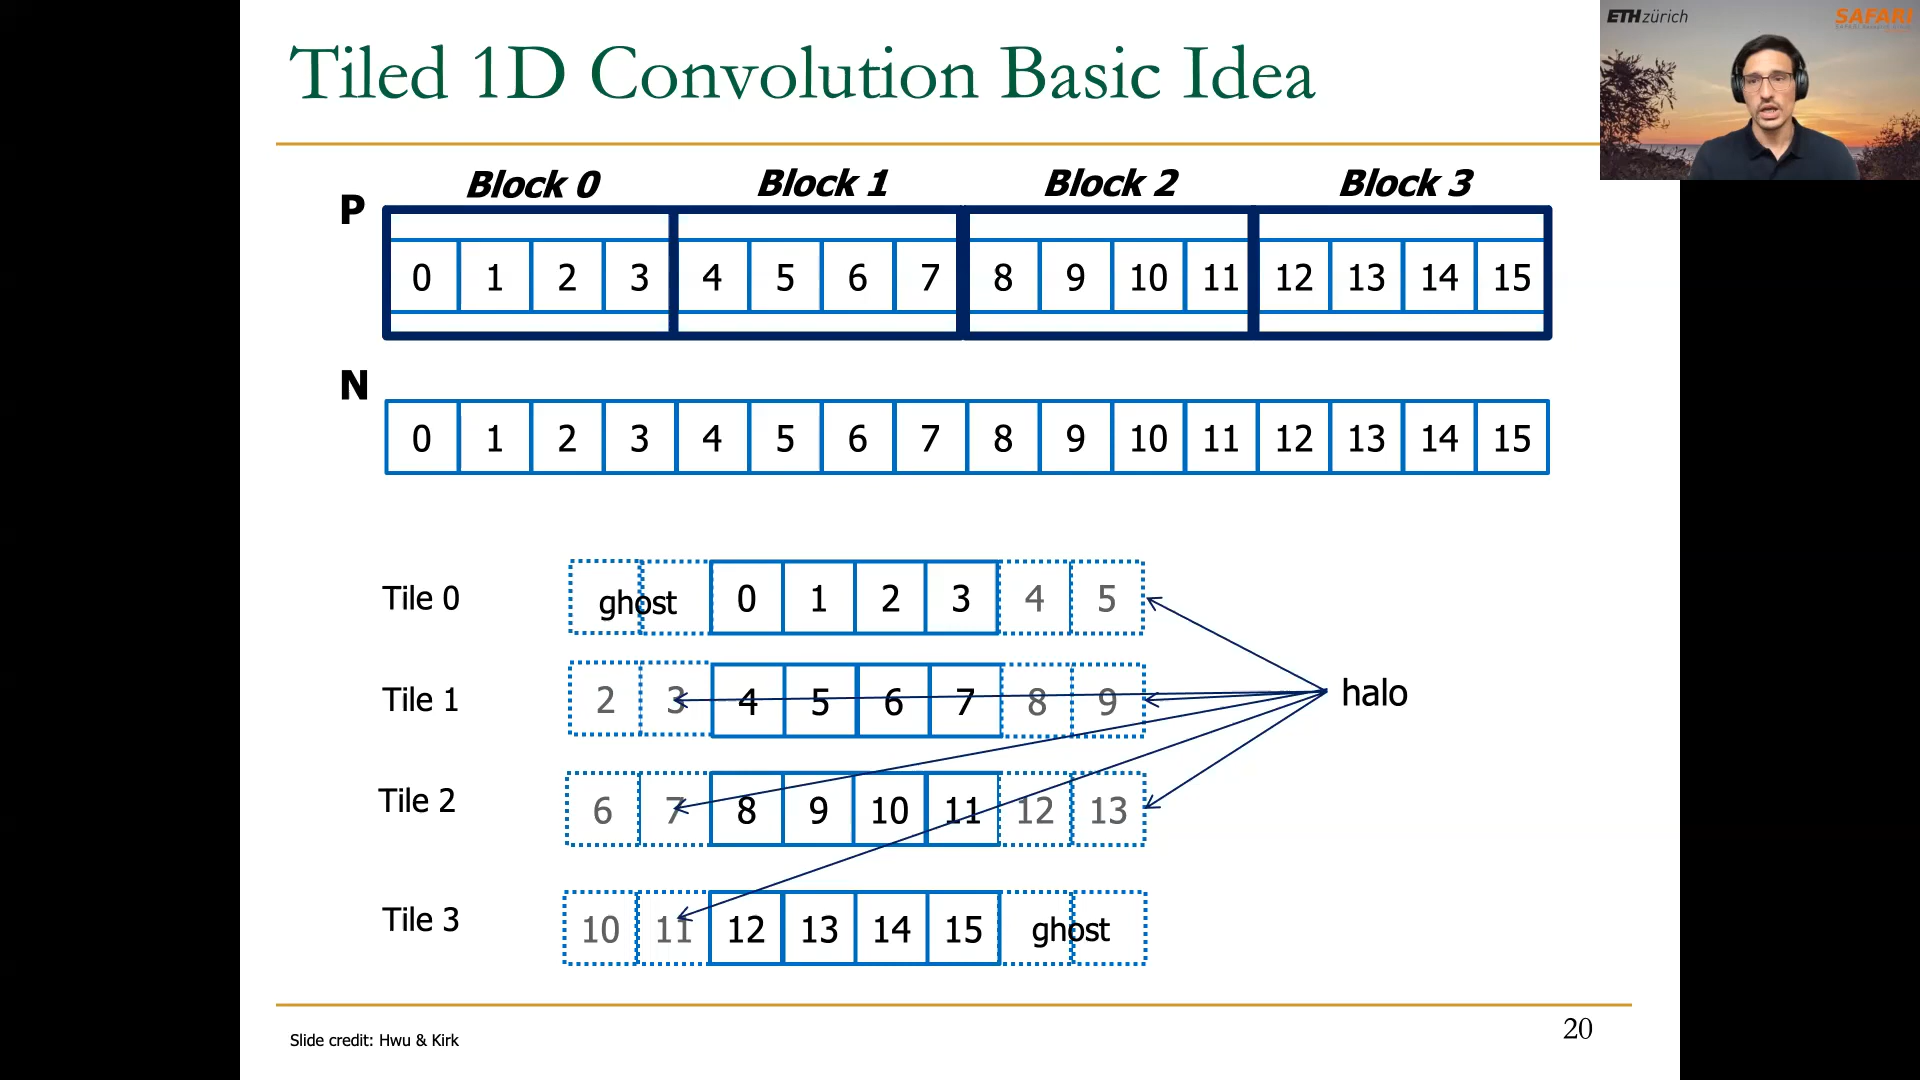 Tiled 1D Convolution Basic Idea
ETH zürich
SAFARI
Block 0 Block 1 Block 2 Block 3
P
0 1 2 3 4 5 6 7 8 9 10 11 12 13 14 15
N
0 1 2 3 4 5 6 7 8 9 10 11 12 13 14 15
Tile 0 ghost 0 1 2 3 4 5
Tile 1 2 3 4 5 6 7 8 9 halo
Tile 2 6 7 8 9 10 11 12 13
Tile 3 10 11 12 13 14 15 ghost
Slide credit: Hwu & Kirk
20